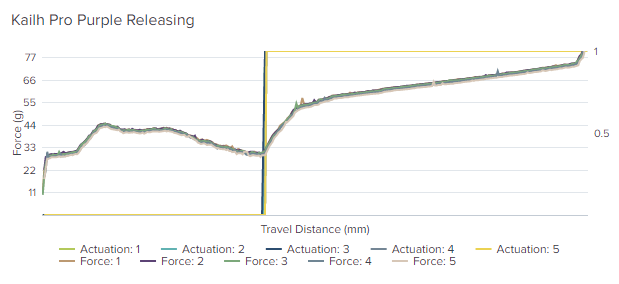 Kailh Pro Purple Releasing
77
66
55
44
33
22
11
Force (g)
1
0.5
Travel Distance (mm)
Actuation: 1 Actuation: 2 Actuation: 3 Actuation: 4 Actuation: 5
Force: 1 Force: 2 Force: 3 Force: 4 Force: 5